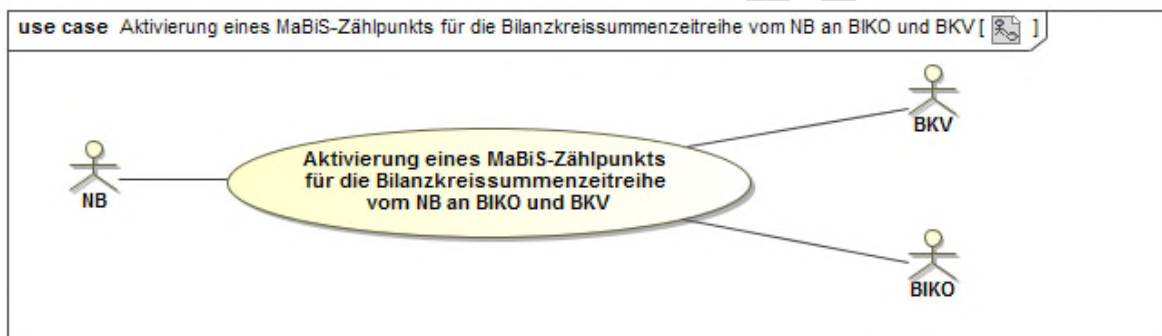 use case Aktivierung eines MaBiS-Zählpunkts für die Bilanzkreissummenzeitreihe vom NB an BIKO und BKV [ ]
BKV
Aktivierung eines MaBiS-Zählpunkts
für die Bilanzkreissummenzeitreihe
vom NB an BIKO und BKV
NB
BIKO